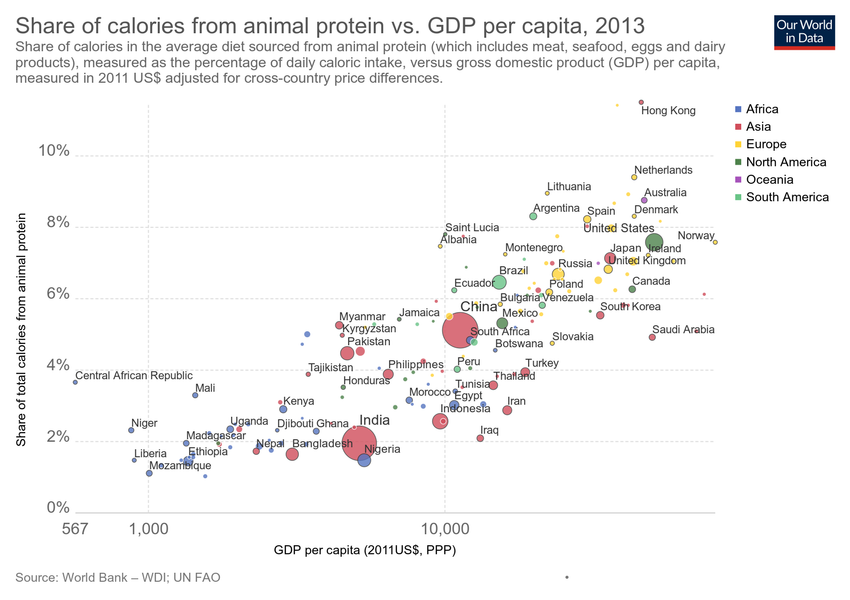 Share of calories from animal protein vs. GDP per capita, 2013
Our World
in Data
Share of calories in the average diet sourced from animal protein (which includes meat, seafood, eggs and dairy
products), measured as the percentage of daily caloric intake, versus gross domestic product (GDP) per capita,
measured in 2011 US$ adjusted for cross-country price differences.
Africa
Asia
Europe
North America
Oceania
South America
Share of total calories from animal protein
10%
8%
6%
4%
2%
0%
Hong Kong
Netherlands
Lithuania
Australia
Argentina
Spain
Denmark
Saint Lucia
United States
Albania
Norway
Montenegro
Japan
Ireland
Russia
United Kingdom
Brazil
Ecuador
Poland
Canada
Bulgaria
Venezuela
China
Mexico
South Korea
Myanmar
Jamaica
Kyrgyzstan
South Africa
Saudi Arabia
Pakistan
Botswana
Slovakia
Central African Republic
Tajikistan
Philippines
Peru
Turkey
Honduras
Tunisia
Thailand
Mali
Kenya
Morocco
Egypt
Indonesia
Iran
Niger
Uganda
Djibouti
Ghana
India
Madagascar
Nepal
Bangladesh
Iraq
Liberia
Ethiopia
Nigeria
Mozambique
567
1,000
10,000
GDP per capita (2011US$, PPP)
Source: World Bank – WDI; UN FAO